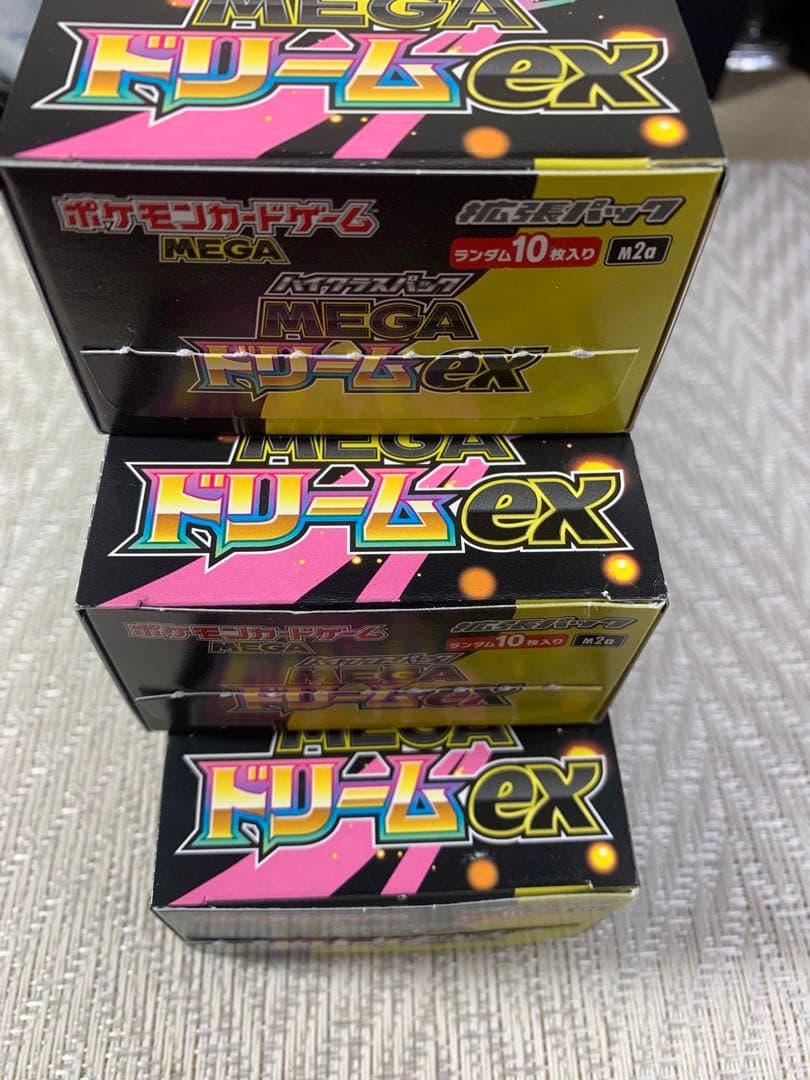 MEGA
ドリームex
ポケモンカードゲーム
MEGA
拡張パック
ランダム10枚入り M2a
ハイクラスパック
MEGA
ドリームex
MEGA
ドリームex
ポケモンカードゲーム
MEGA
拡張パック
ランダム10枚入り M2a
ハイクラスパック
MEGA
ドリームex
MEGA
ドリームex